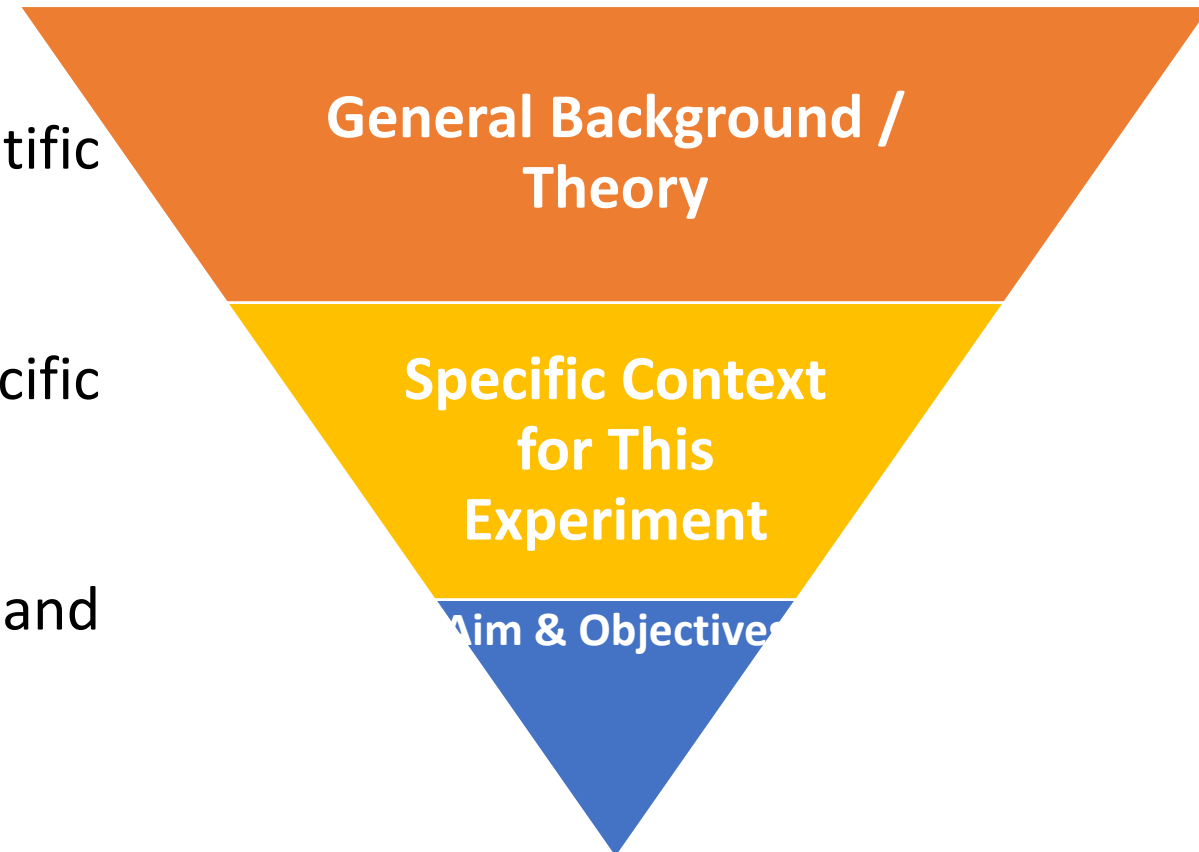 General Background /
Theory
tific
Specific Context
for This
Experiment
cific
Aim & Objectives
and